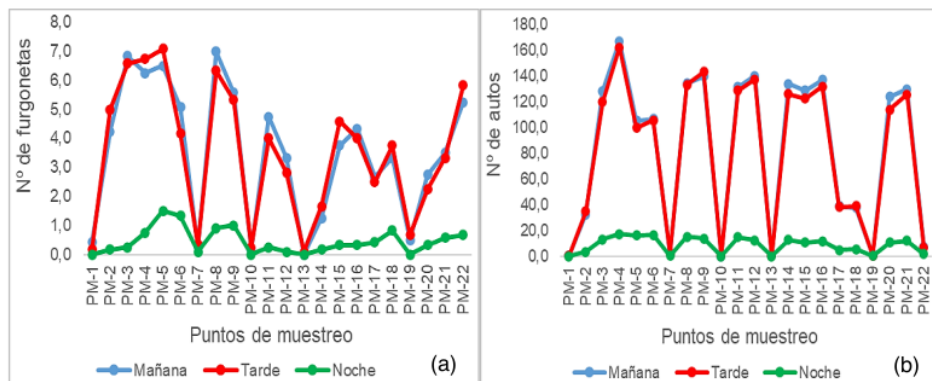 8,0
7,0
6,0
5,0
4,0
3,0
2,0
1,0
0,0
Nº de furgonetas
PM-1
PM-2
PM-3
PM-4
PM-5
PM-6
PM-7
PM-8
PM-9
PM-10
PM-11
PM-12
PM-13
PM-14
PM-15
PM-16
PM-17
PM-18
PM-19
PM-20
PM-21
PM-22
Puntos de muestreo
Mañana Tarde Noche (a)
180,0
160,0
140,0
120,0
100,0
80,0
60,0
40,0
20,0
0,0
Nº de autos
PM-1
PM-2
PM-3
PM-4
PM-5
PM-6
PM-7
PM-8
PM-9
PM-10
PM-11
PM-12
PM-13
PM-14
PM-15
PM-16
PM-17
PM-18
PM-19
PM-20
PM-21
PM-22
Puntos de muestreo
Mañana Tarde Noche (b)